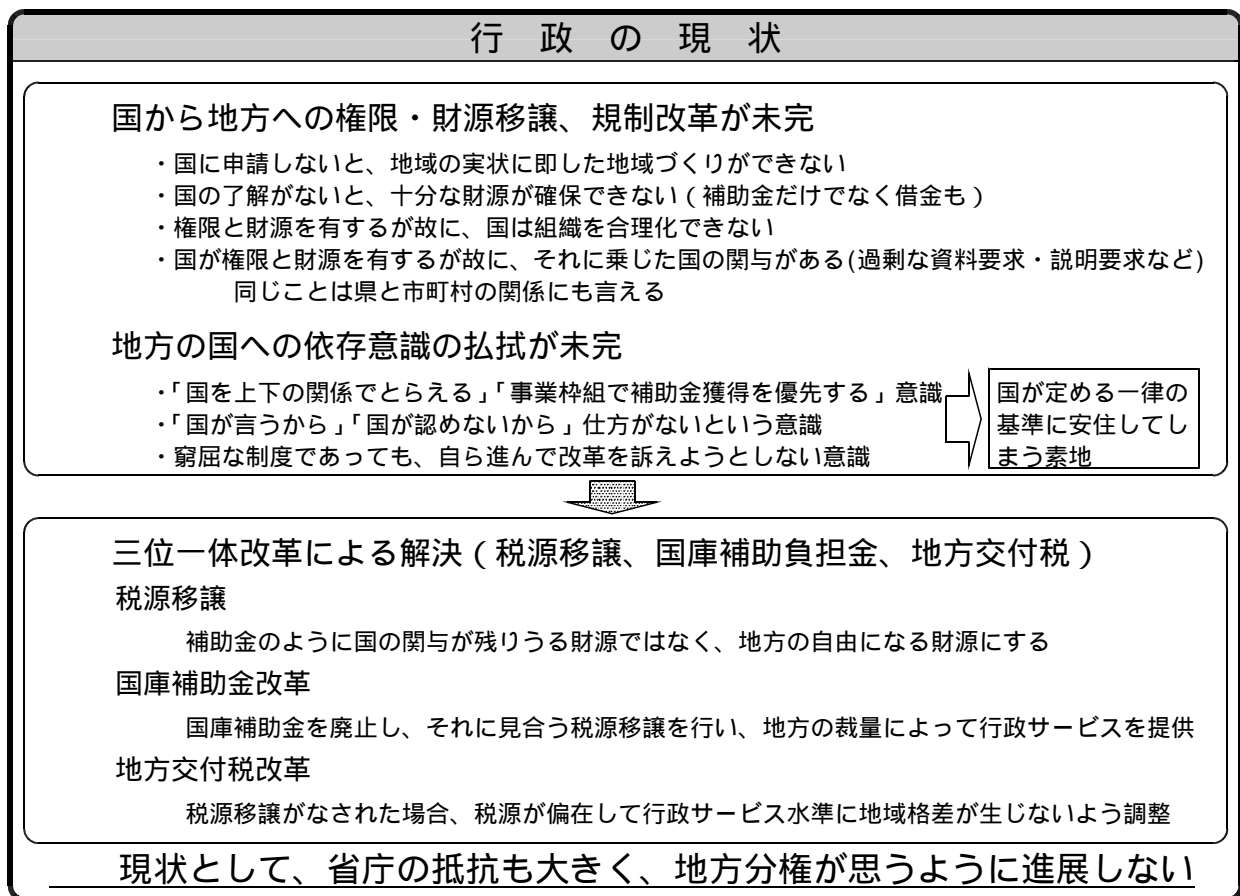 行 政 の 現 状
国から地方への権限・財源移譲、規制改革が未完
・国に申請しないと、地域の実状に即した地域づくりができない
・国の了解がないと、十分な財源が確保できない（補助金だけでなく借金も）
・権限と財源を有するが故に、国は組織を合理化できない
・国が権限と財源を有するが故に、それに乗じた国の関与がある(過剰な資料要求・説明要求など)
同じことは県と市町村の関係にも言える
地方の国への依存意識の払拭が未完
・「国を上下の関係でとらえる」「事業枠組で補助金獲得を優先する」意識
・「国が言うから」「国が認めないから」仕方がないという意識
・窮屈な制度であっても、自ら進んで改革を訴えようとしない意識
国が定める一律の
基準に安住してし
まう素地
三位一体改革による解決（税源移譲、国庫補助負担金、地方交付税）
税源移譲
補助金のように国の関与が残りうる財源ではなく、地方の自由になる財源にする
国庫補助金改革
国庫補助金を廃止し、それに見合う税源移譲を行い、地方の裁量によって行政サービスを提供
地方交付税改革
税源移譲がなされた場合、税源が偏在して行政サービス水準に地域格差が生じないよう調整
現状として、省庁の抵抗も大きく、地方分権が思うように進展しない